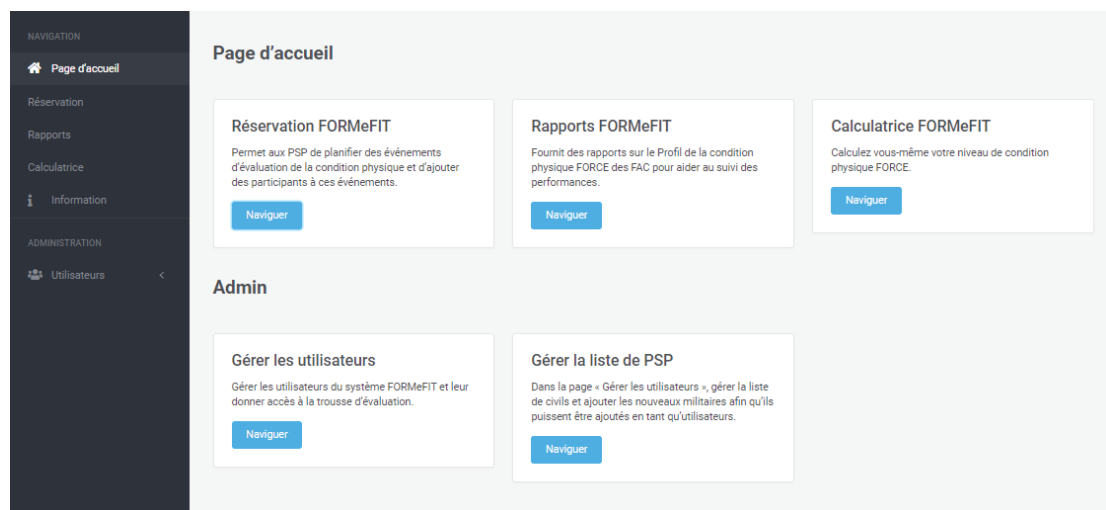 NAVIGATION
Page d'accueil
Réservation
Rapports
Calculatrice
Information
ADMINISTRATION
Utilisateurs
Page d'accueil
Réservation FORMeFIT
Permet aux PSP de planifier des événements
d'évaluation de la condition physique et d'ajouter
des participants à ces événements.
Naviguer
Rapports FORMeFIT
Fournit des rapports sur le Profil de la condition
physique FORCE des FAC pour aider au suivi des
performances.
Naviguer
Calculatrice FORMeFIT
Calculez vous-même votre niveau de condition
physique FORCE.
Naviguer
Admin
Gérer les utilisateurs
Gérer les utilisateurs du système FORMeFIT et leur
donner accès à la trousse d'évaluation.
Naviguer
Gérer la liste de PSP
Dans la page « Gérer les utilisateurs », gérer la liste
de civils et ajouter les nouveaux militaires afin qu'ils
puissent être ajoutés en tant qu'utilisateurs.
Naviguer